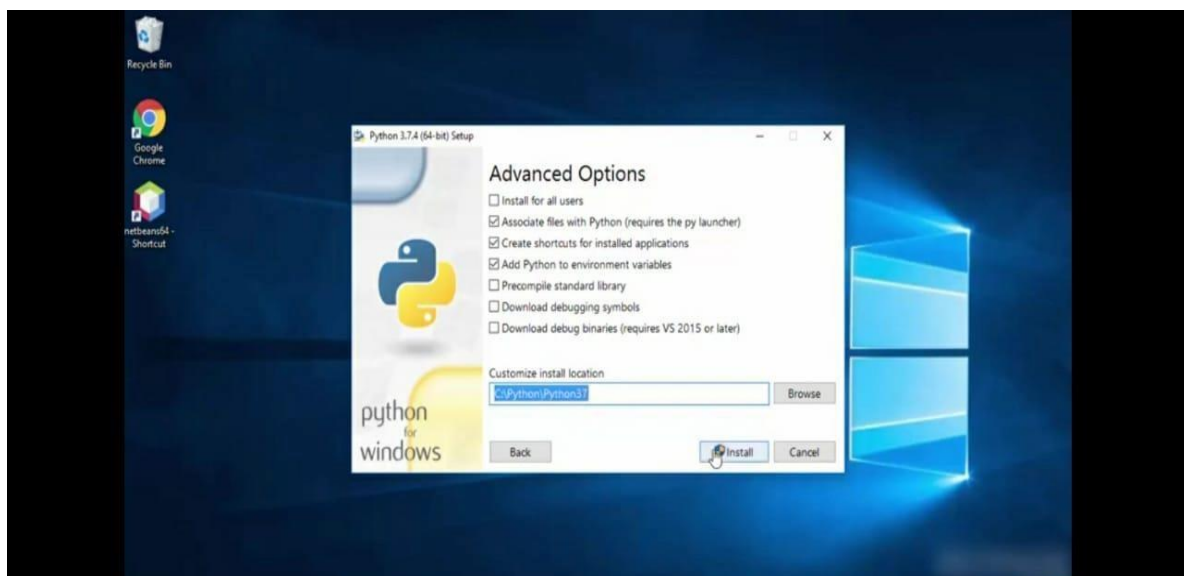 Recycle Bin
Google
Chrome
netbeans64 -
Shortcut
Python 3.7.4 (64-bit) Setup
Advanced Options
Install for all users
Associate files with Python (requires the py launcher)
Create shortcuts for installed applications
Add Python to environment variables
Precompile standard library
Download debugging symbols
Download debug binaries (requires VS 2015 or later)
Customize install location
C:\Python\Python37
Browse
python
for
windows
Back
Install
Cancel